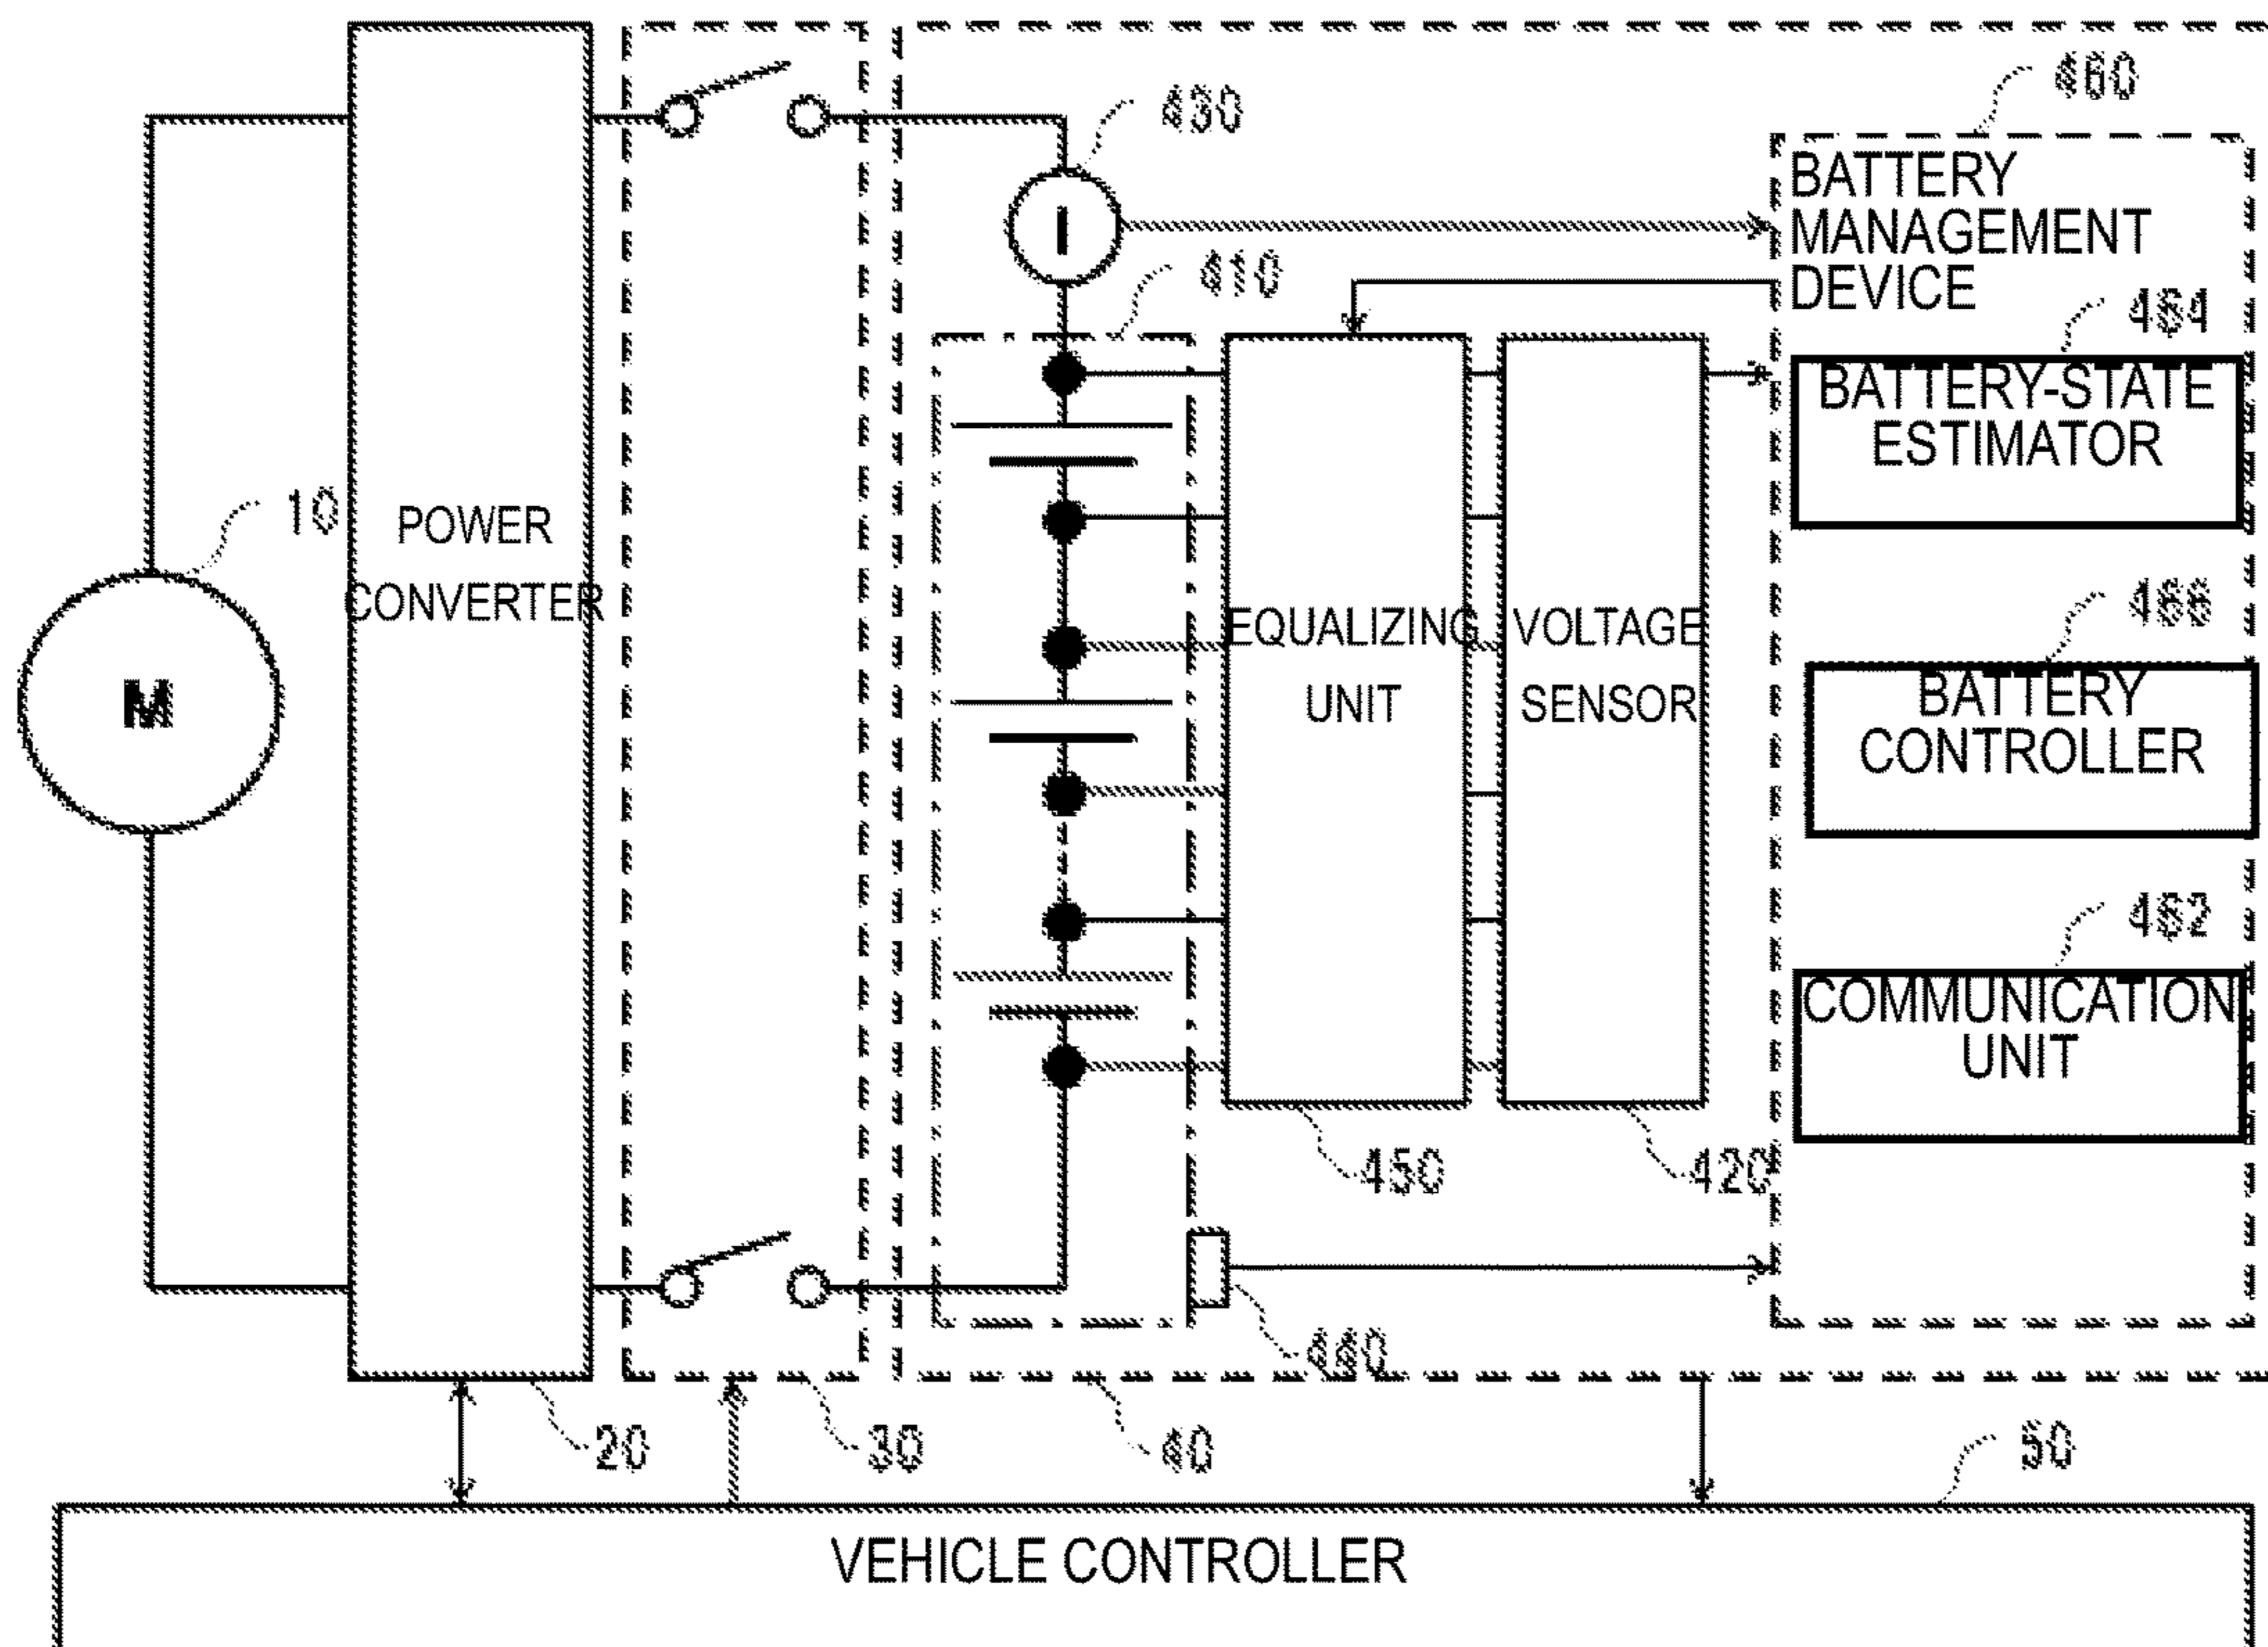 430
460
BATTERY
MANAGEMENT
DEVICE
I
410
464
BATTERY-STATE
ESTIMATOR
10
POWER
CONVERTER
M
EQUALIZING
UNIT
VOLTAGE
SENSOR
466
BATTERY
CONTROLLER
462
COMMUNICATION
UNIT
450
420
440
20
30
40
50
VEHICLE CONTROLLER